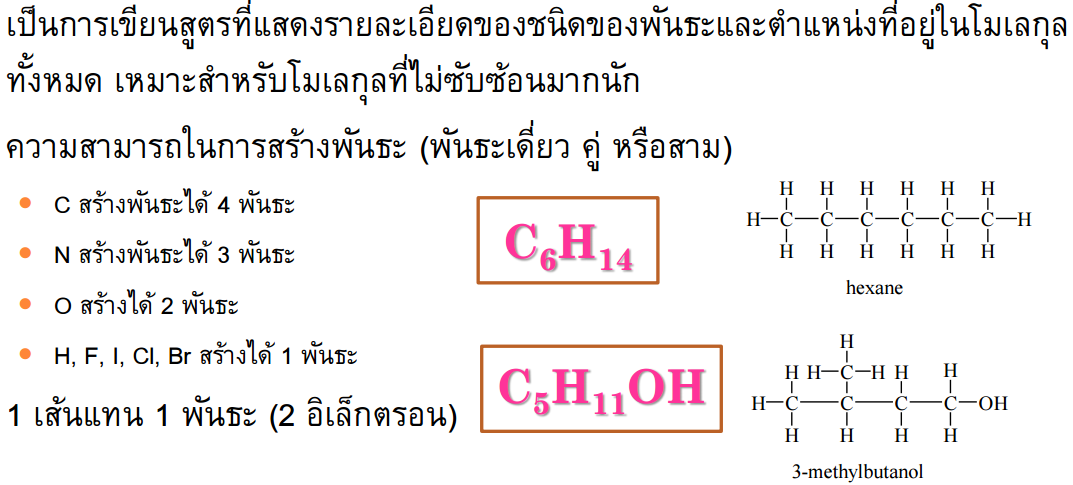 เป็นการเขียนสูตรที่แสดงรายละเอียดของชนิดของพันธะและตำแหน่งที่อยู่ในโมเลกุล
ทั้งหมด เหมาะสำหรับโมเลกุลที่ไม่ซับซ้อนมากนัก
ความสามารถในการสร้างพันธะ (พันธะเดี่ยว คู่ หรือสาม)
• C สร้างพันธะได้ 4 พันธะ
• N สร้างพันธะได้ 3 พันธะ
• O สร้างได้ 2 พันธะ
• H, F, I, Cl, Br สร้างได้ 1 พันธะ
1 เส้นแทน 1 พันธะ (2 อิเล็กตรอน)
C₆H₁₄
H H H H H H
H—C—C—C—C—C—C—H
H H H H H H
hexane
C₅H₁₁OH
H
H H—C—H H H
H—C—C—C—C—OH
H H H H
3-methylbutanol